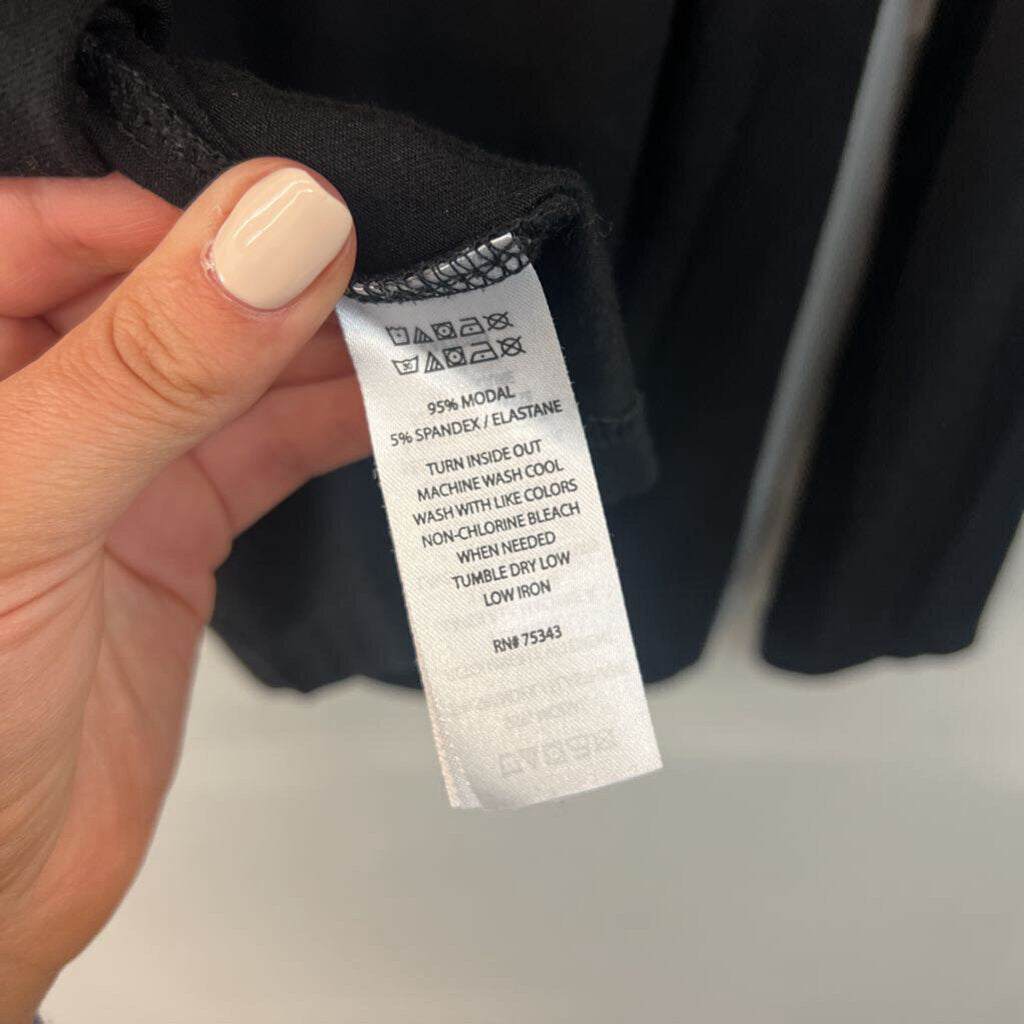 95% MODAL
5% SPANDEX / ELASTANE
TURN INSIDE OUT
MACHINE WASH COOL
WASH WITH LIKE COLORS
NON-CHLORINE BLEACH
WHEN NEEDED
TUMBLE DRY LOW
LOW IRON
RN# 75343